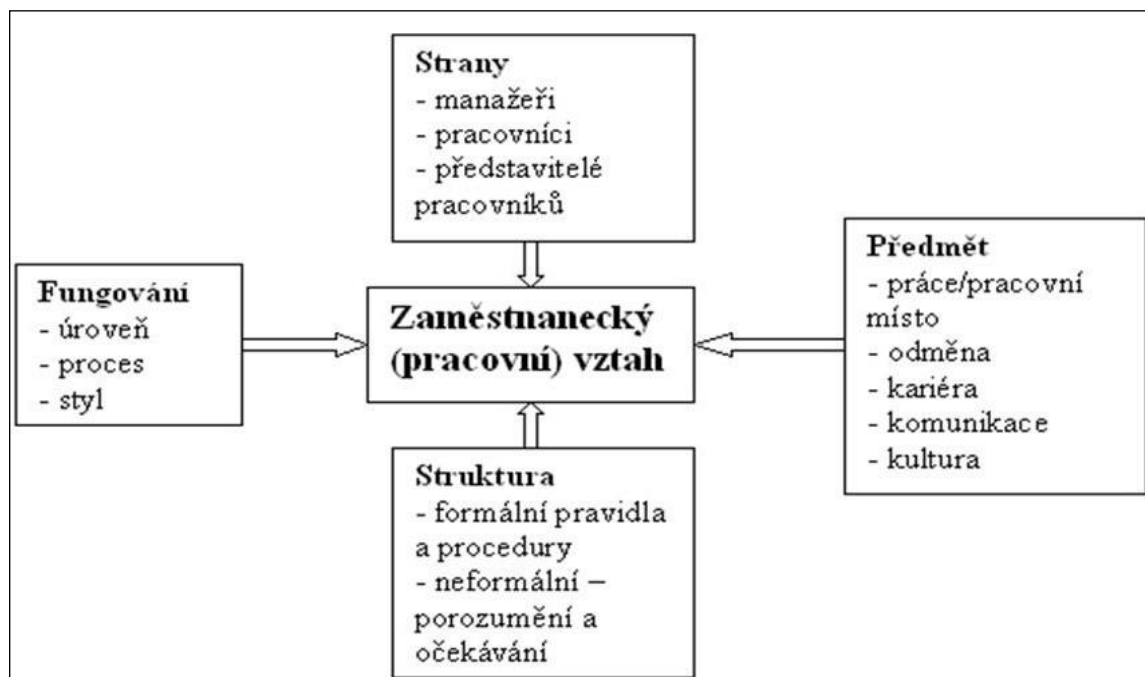 Strany
- manažeři
- pracovníci
- představitelé
pracovníků
Fungování
- úroveň
- proces
- styl
Zaměstnanecký
(pracovní) vztah
Předmět
- práce/pracovní
místo
- odměna
- kariéra
- komunikace
- kultura
Struktura
- formální pravidla
a procedury
- neformální –
porozumění a
očekávání